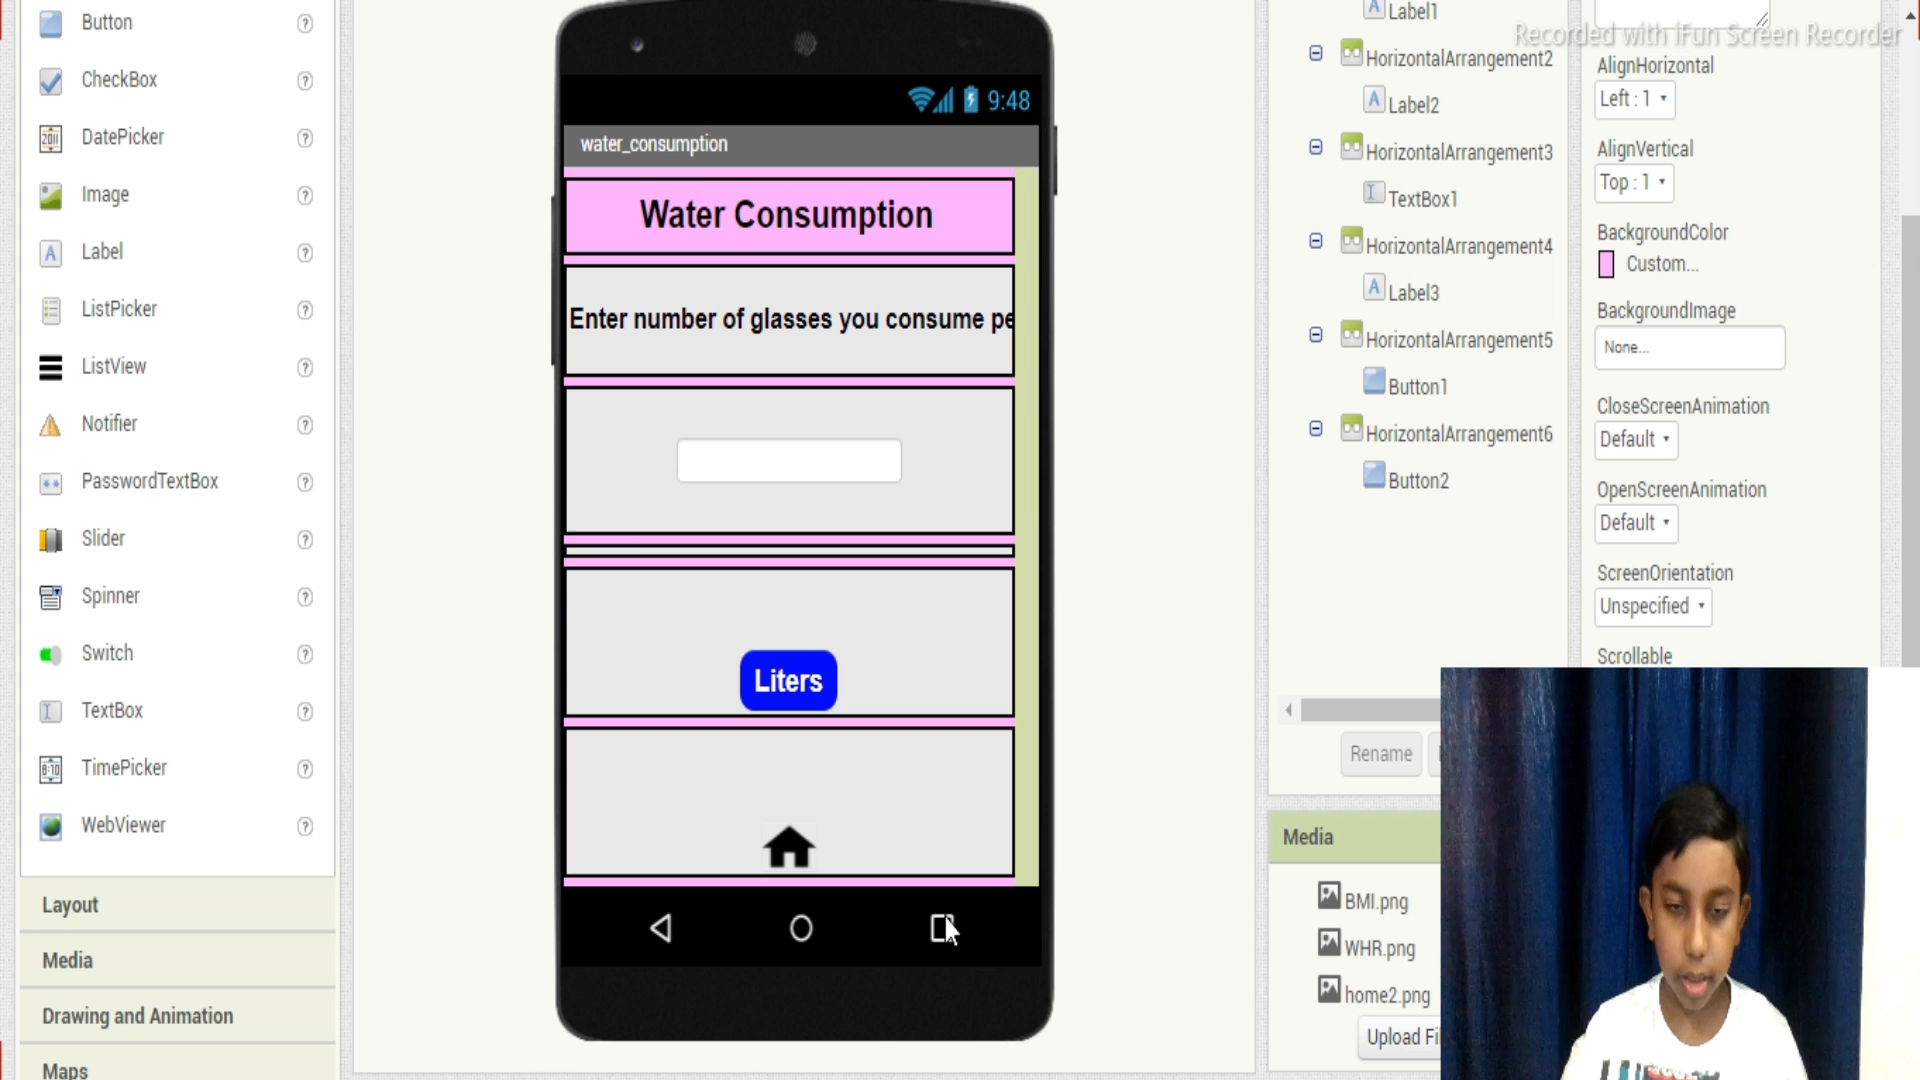 Button ?
CheckBox ?
DatePicker ?
Image ?
Label ?
ListPicker ?
ListView ?
Notifier ?
PasswordTextBox ?
Slider ?
Spinner ?
Switch ?
TextBox ?
TimePicker ?
WebViewer ?
Layout
Media
Drawing and Animation
Maps
9:48
water_consumption
Water Consumption
Enter number of glasses you consume pe
Liters
Label1
HorizontalArrangement2
Label2
HorizontalArrangement3
TextBox1
HorizontalArrangement4
Label3
HorizontalArrangement5
Button1
HorizontalArrangement6
Button2
Rename
Media
BMI.png
WHR.png
home2.png
Upload Fi
Recorded with iFun Screen Recorder
AlignHorizontal
Left : 1
AlignVertical
Top : 1
BackgroundColor
Custom...
BackgroundImage
None...
CloseScreenAnimation
Default
OpenScreenAnimation
Default
ScreenOrientation
Unspecified
Scrollable